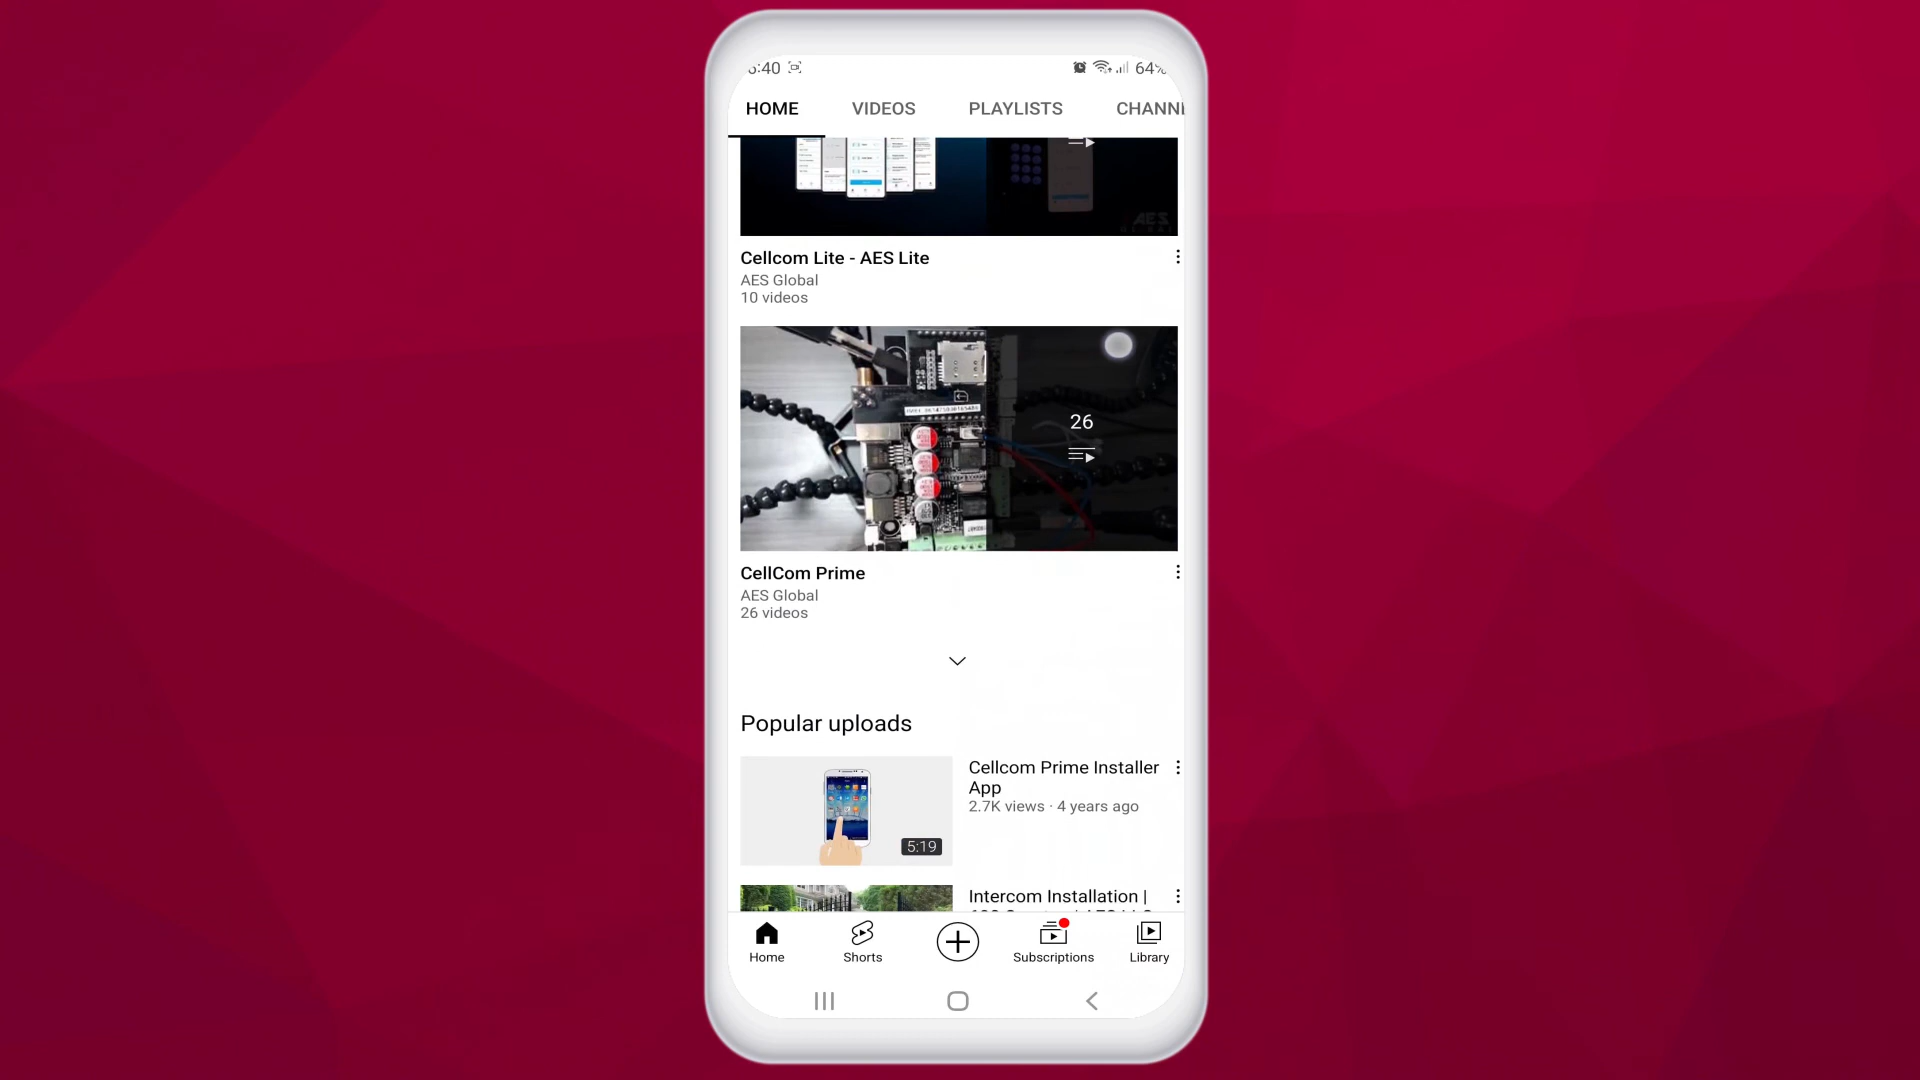 64%
HOME VIDEOS PLAYLISTS CHANN
AES
Cellcom Lite - AES Lite
AES Global
10 videos
26
CellCom Prime
AES Global
26 videos
Popular uploads
Cellcom Prime Installer
App
2.7K views · 4 years ago
5:19
Intercom Installation |
Home Shorts Subscriptions Library